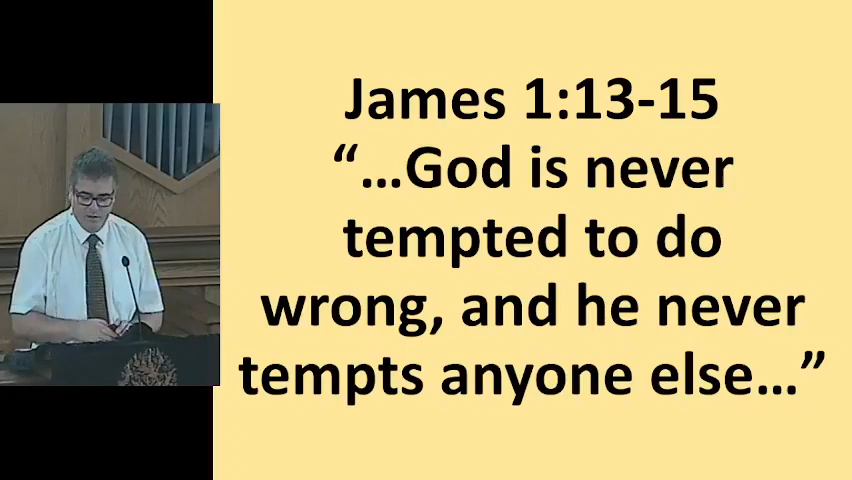 James 1:13-15
“…God is never
tempted to do
wrong, and he never
tempts anyone else…”